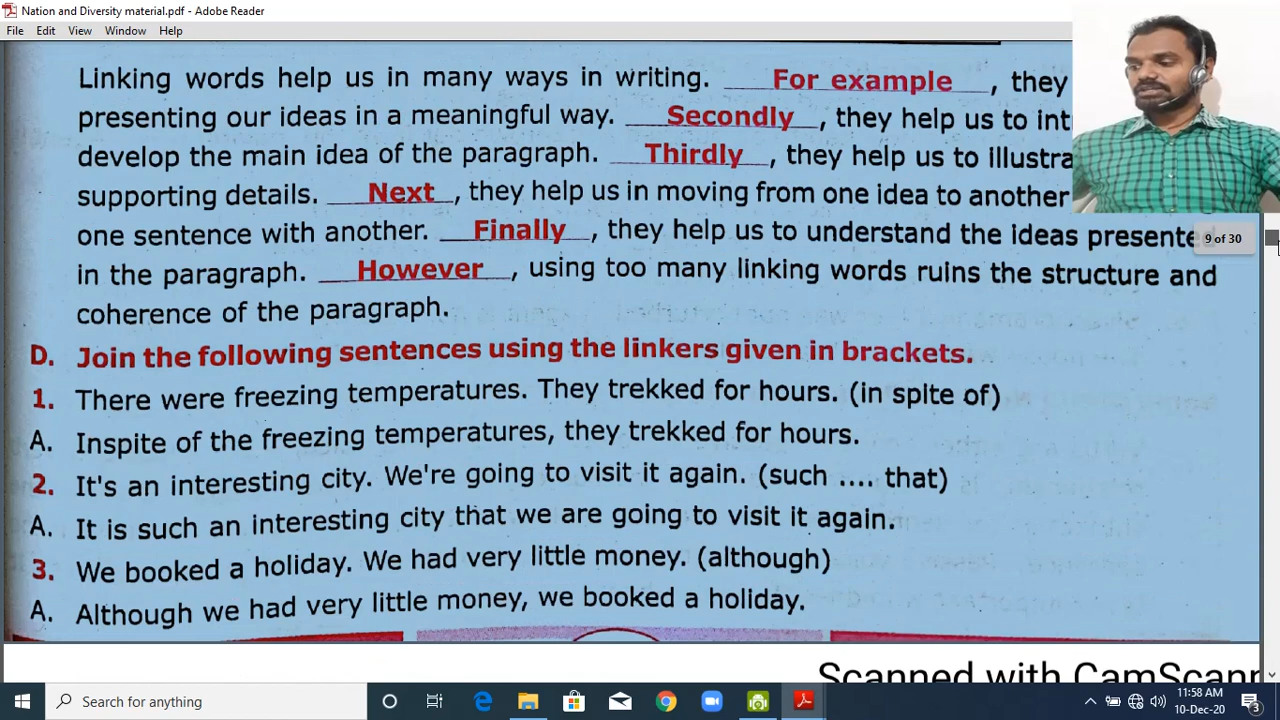 Nation and Diversity material.pdf - Adobe Reader
File Edit View Window Help
Linking words help us in many ways in writing. For example, they
presenting our ideas in a meaningful way. Secondly, they help us to
develop the main idea of the paragraph. Thirdly, they help us to
supporting details. Next, they help us in moving from one idea to another
one sentence with another. Finally, they help us to understand the ideas presented
9 of 30
in the paragraph. However, using too many linking words ruins the structure and
coherence of the paragraph.
D. Join the following sentences using the linkers given in brackets.
1. There were freezing temperatures. They trekked for hours. (in spite of)
A. Inspite of the freezing temperatures, they trekked for hours.
2. It's an interesting city. We're going to visit it again. (such .... that)
A. It is such an interesting city that we are going to visit it again.
3. We booked a holiday. We had very little money. (although)
A. Although we had very little money, we booked a holiday.
Scanned with CamScann
Search for anything
11:58 AM
10-Dec-20
3